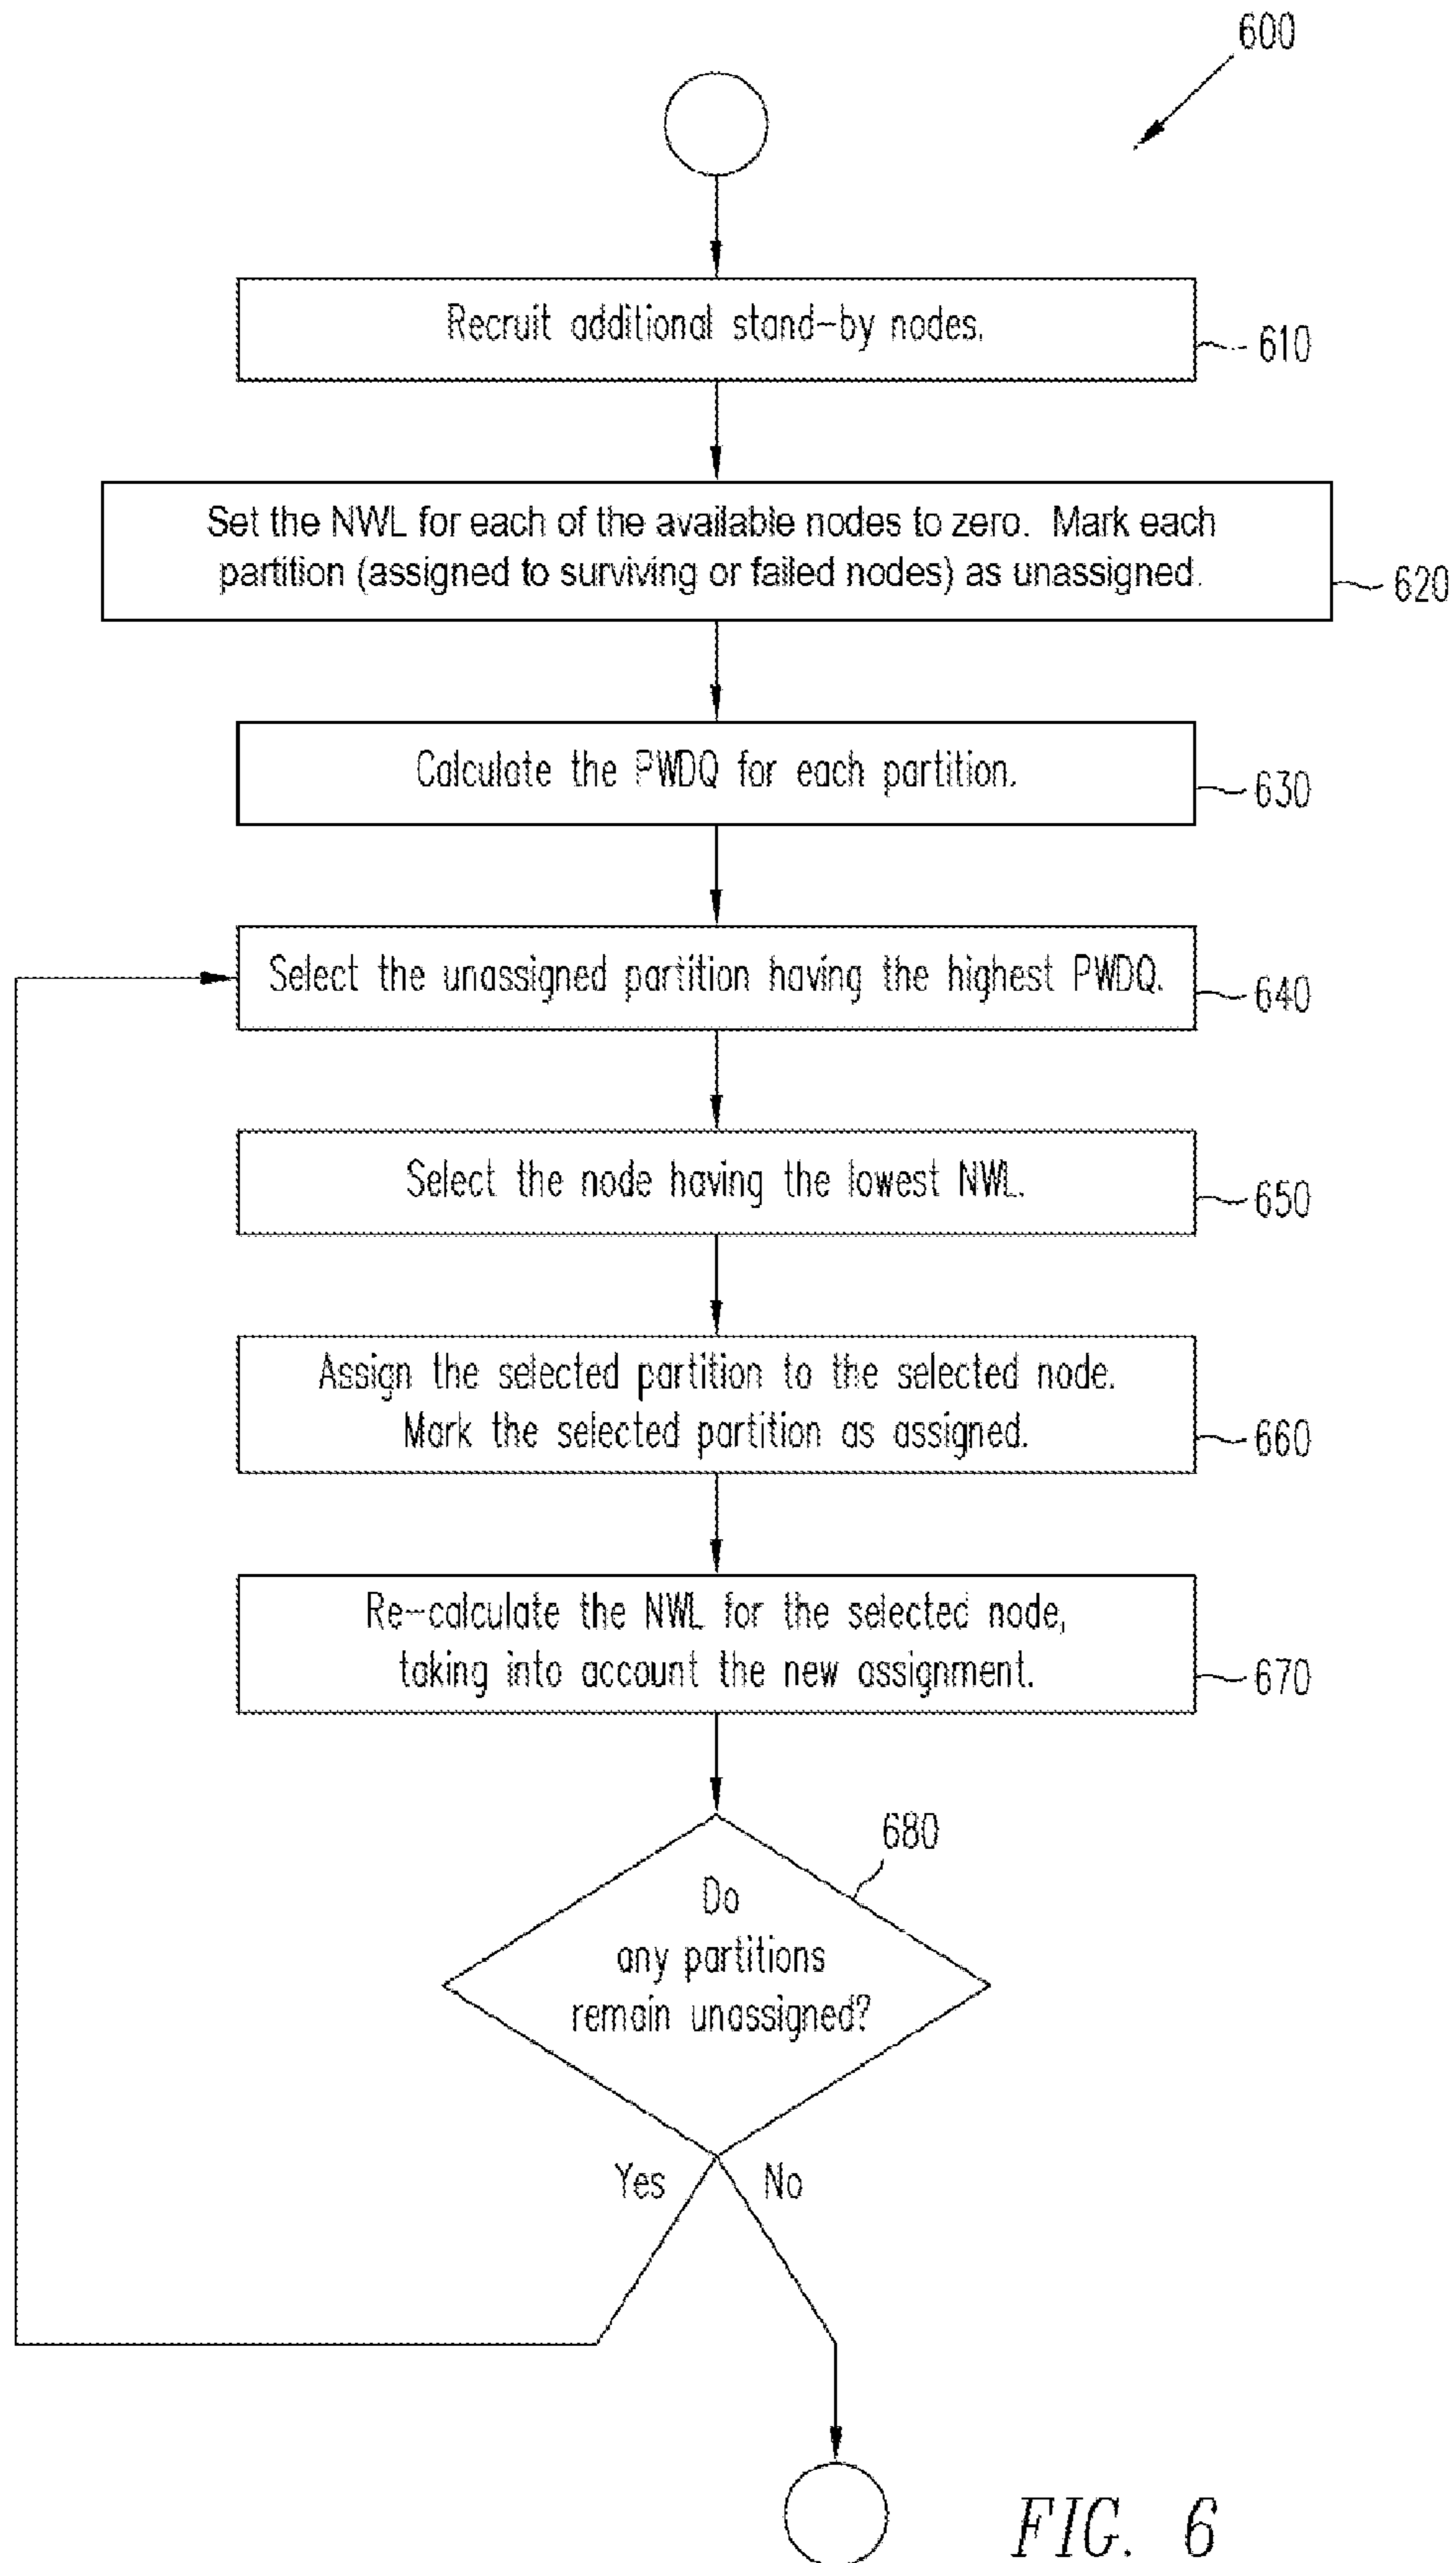 600
Recruit additional stand-by nodes.
610
Set the NWL for each of the available nodes to zero. Mark each
partition (assigned to surviving or failed nodes) as unassigned.
620
Calculate the PWDQ for each partition.
630
Select the unassigned partition having the highest PWDQ.
640
Select the node having the lowest NWL.
650
Assign the selected partition to the selected node.
Mark the selected partition as assigned.
660
Re-calculate the NWL for the selected node,
taking into account the new assignment.
670
680
Do
any partitions
remain unassigned?
Yes
No
FIG. 6